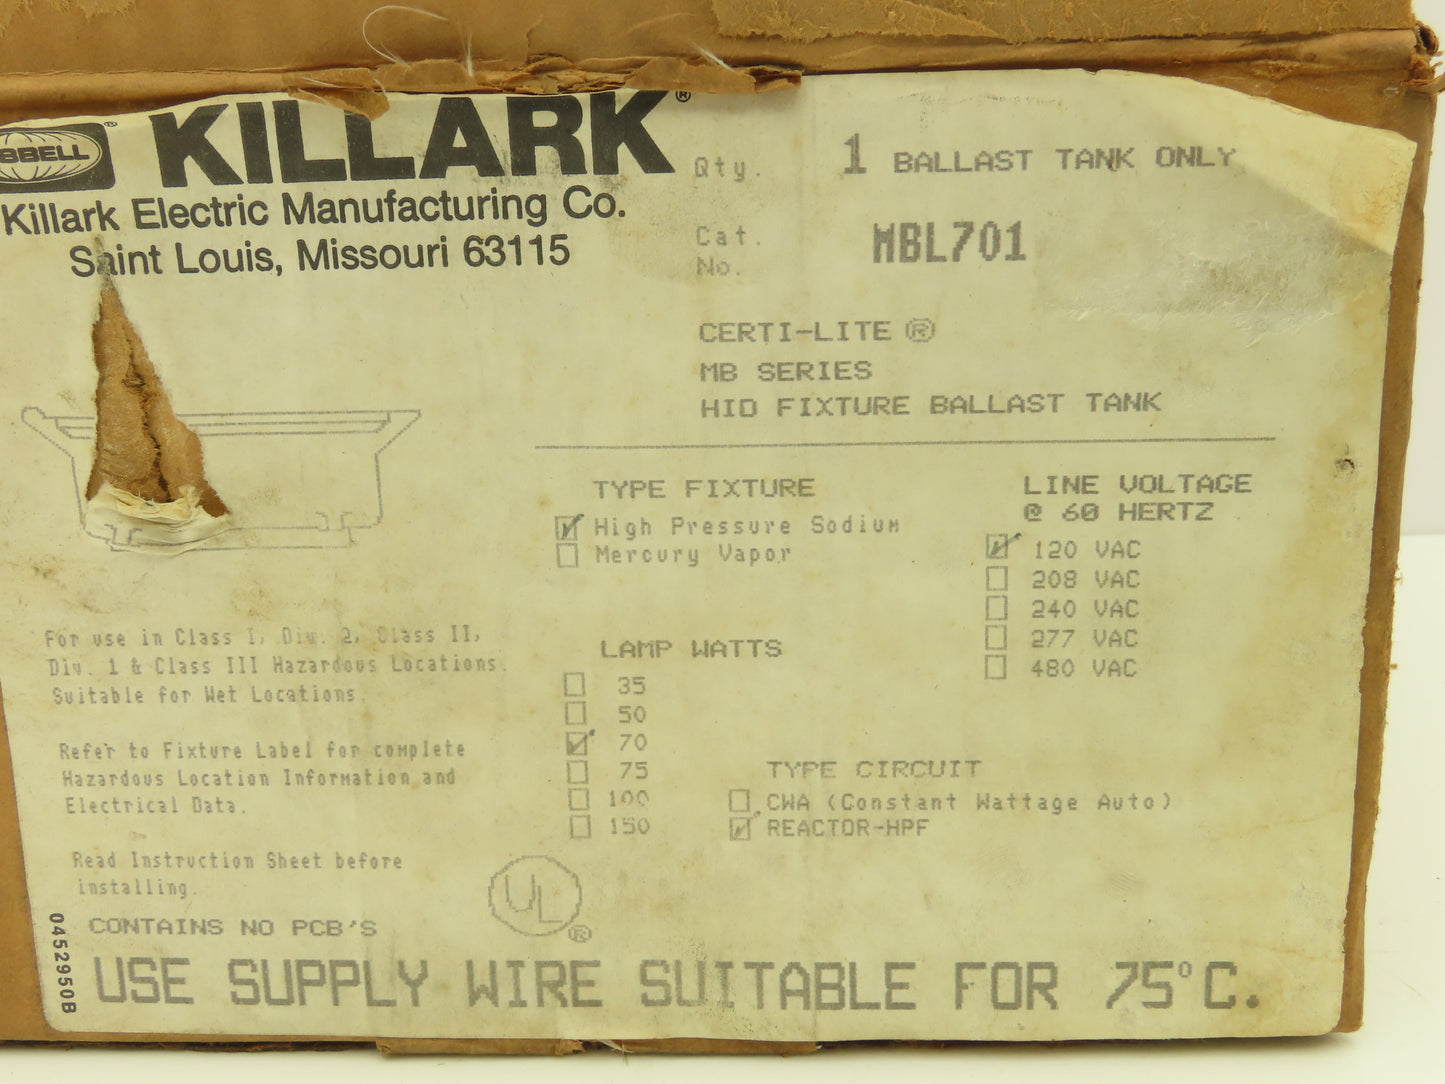 BBELL ®
KILLARK®
Killark Electric Manufacturing Co.
Saint Louis, Missouri 63115
Qty. 1 BALLAST TANK ONLY
Cat. No. MBL701
CERTI-LITE ®
MB SERIES
HID FIXTURE BALLAST TANK
TYPE FIXTURE
High Pressure Sodium
Mercury Vapor
LINE VOLTAGE
@ 60 HERTZ
120 VAC
208 VAC
240 VAC
277 VAC
480 VAC
For use in Class I, Div. 2, Class II,
Div. 1 & Class III Hazardous Locations.
Suitable for Wet Locations.
Refer to Fixture Label for complete
Hazardous Location Information and
Electrical Data.
Read Instruction Sheet before
installing.
LAMP WATTS
35
50
70
75
100
150
TYPE CIRCUIT
CWA (Constant Wattage Auto)
REACTOR-HPF
UL ®
CONTAINS NO PCB'S
0452950B
USE SUPPLY WIRE SUITABLE FOR 75°C.